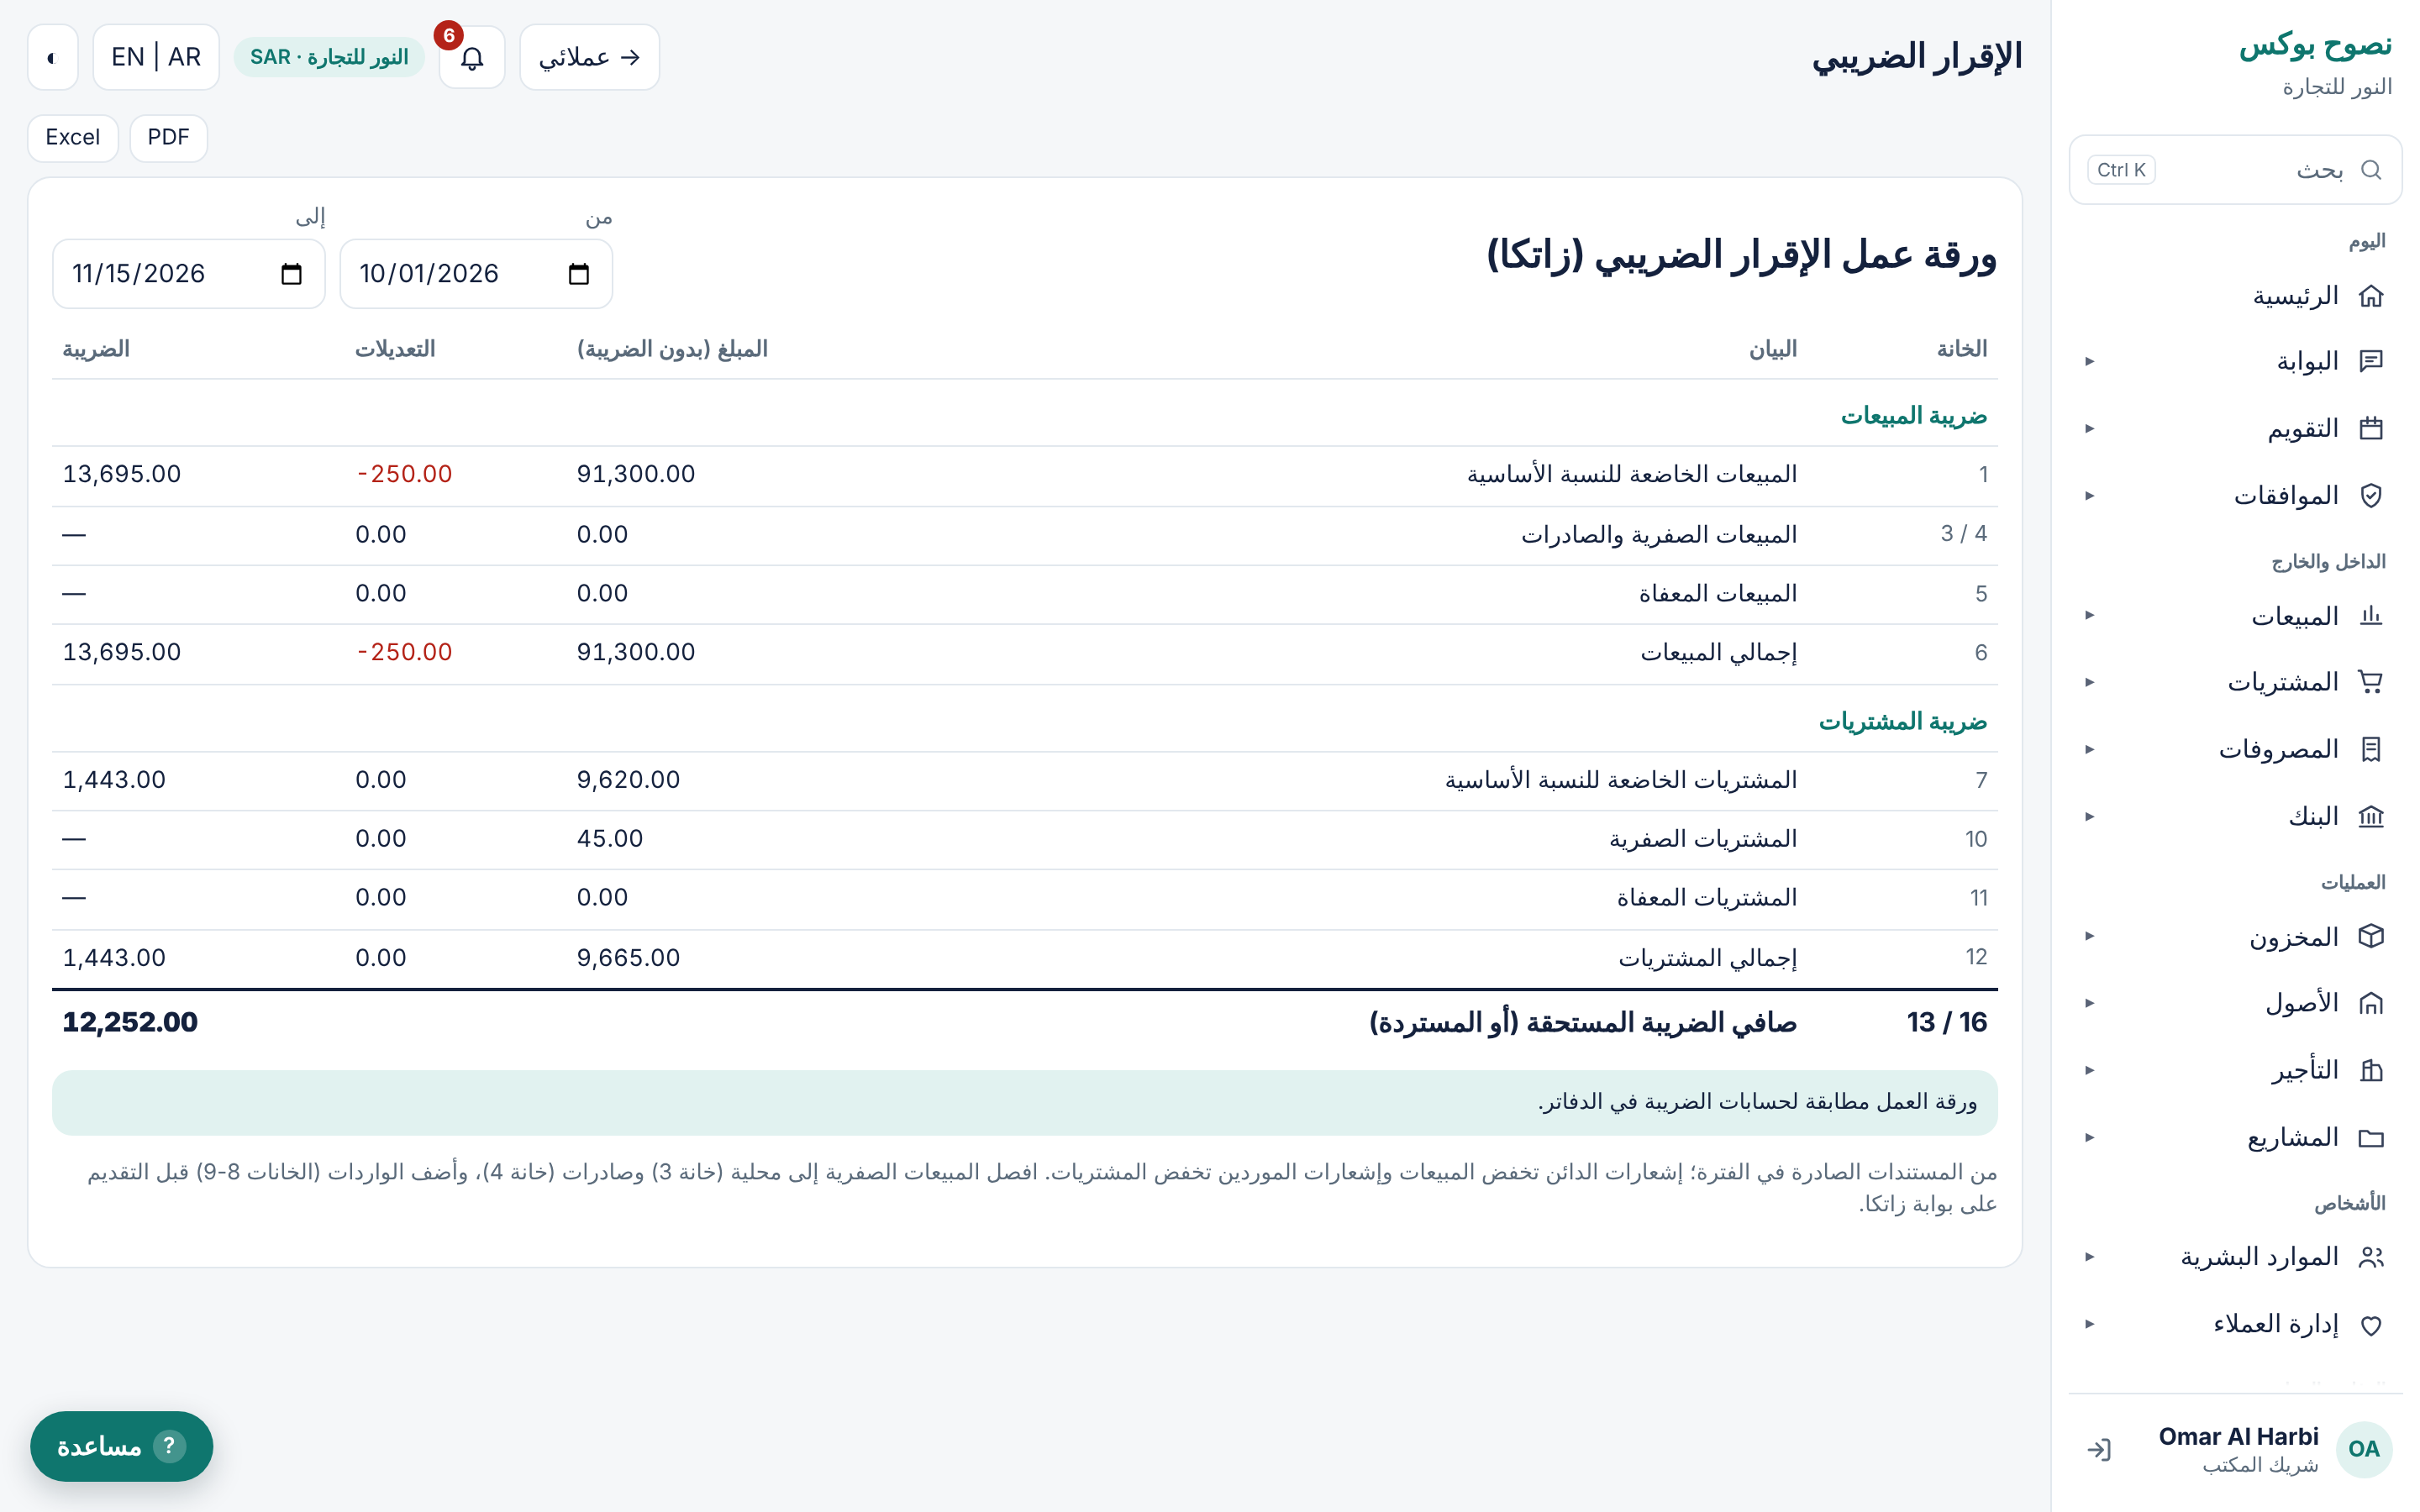 نصوح بوكس
النور للتجارة
بحث
Ctrl K
اليوم
الرئيسية
البوابة
التقويم
الموافقات
الداخل والخارج
المبيعات
المشتريات
المصروفات
البنك
العمليات
المخزون
الأصول
التأجير
المشاريع
الأشخاص
الموارد البشرية
إدارة العملاء
OA
Omar Al Harbi
شريك المكتب
الإقرار الضريبي
→ عملائي
6
النور للتجارة · SAR
EN | AR
PDF
Excel
ورقة عمل الإقرار الضريبي (زاتكا)
من
10/01/2026
إلى
11/15/2026
الخانة البيان المبلغ (بدون الضريبة) التعديلات الضريبة
ضريبة المبيعات
1 المبيعات الخاضعة للنسبة الأساسية 91,300.00 -250.00 13,695.00
3 / 4 المبيعات الصفرية والصادرات 0.00 0.00 —
5 المبيعات المعفاة 0.00 0.00 —
6 إجمالي المبيعات 91,300.00 -250.00 13,695.00
ضريبة المشتريات
7 المشتريات الخاضعة للنسبة الأساسية 9,620.00 0.00 1,443.00
10 المشتريات الصفرية 45.00 0.00 —
11 المشتريات المعفاة 0.00 0.00 —
12 إجمالي المشتريات 9,665.00 0.00 1,443.00
13 / 16 صافي الضريبة المستحقة (أو المستردة) 12,252.00
ورقة العمل مطابقة لحسابات الضريبة في الدفاتر.
من المستندات الصادرة في الفترة؛ إشعارات الدائن تخفض المبيعات وإشعارات الموردين تخفض المشتريات. افصل المبيعات الصفرية إلى محلية (خانة 3) وصادرات (خانة 4)، وأضف الواردات (الخانات 8-9) قبل التقديم
على بوابة زاتكا.
? مساعدة